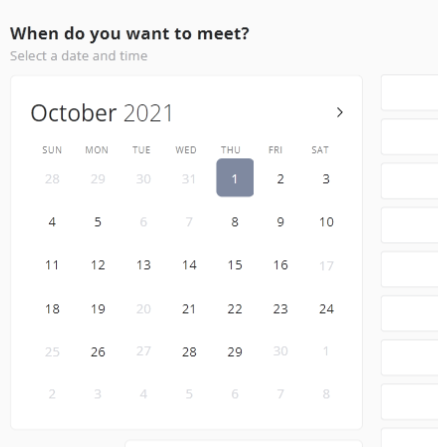 When do you want to meet?
Select a date and time
October 2021 >
SUN MON TUE WED THU FRI SAT
28 29 30 31 1 2 3
4 5 6 7 8 9 10
11 12 13 14 15 16 17
18 19 20 21 22 23 24
25 26 27 28 29 30 1
2 3 4 5 6 7 8